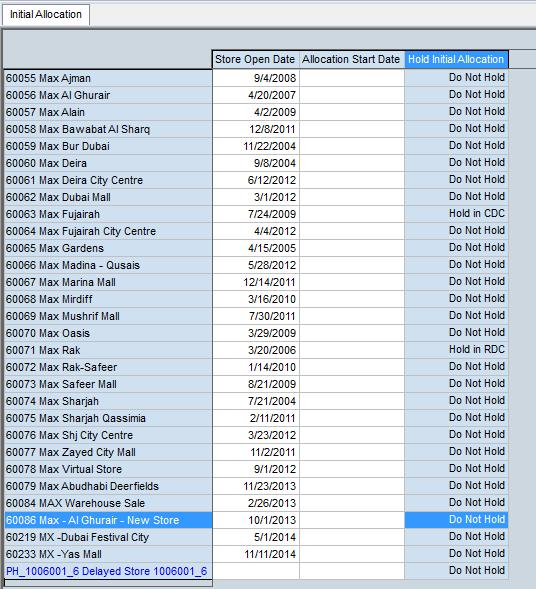 Initial Allocation
Store Open Date Allocation Start Date Hold Initial Allocation
60055 Max Ajman 9/4/2008 Do Not Hold
60056 Max Al Ghurair 4/20/2007 Do Not Hold
60057 Max Alain 4/2/2009 Do Not Hold
60058 Max Bawabat Al Sharq 12/8/2011 Do Not Hold
60059 Max Bur Dubai 11/22/2004 Do Not Hold
60060 Max Deira 9/8/2004 Do Not Hold
60061 Max Deira City Centre 6/12/2012 Do Not Hold
60062 Max Dubai Mall 3/1/2012 Do Not Hold
60063 Max Fujairah 7/24/2009 Hold in CDC
60064 Max Fujairah City Centre 4/4/2012 Do Not Hold
60065 Max Gardens 4/15/2005 Do Not Hold
60066 Max Madina - Qusais 5/28/2012 Do Not Hold
60067 Max Marina Mall 12/14/2011 Do Not Hold
60068 Max Mirdiff 3/16/2010 Do Not Hold
60069 Max Mushrif Mall 7/30/2011 Do Not Hold
60070 Max Oasis 3/29/2009 Do Not Hold
60071 Max Rak 3/20/2006 Hold in RDC
60072 Max Rak-Safeer 1/14/2010 Do Not Hold
60073 Max Safeer Mall 8/21/2009 Do Not Hold
60074 Max Sharjah 7/21/2004 Do Not Hold
60075 Max Sharjah Qassimia 2/11/2011 Do Not Hold
60076 Max Shj City Centre 3/23/2012 Do Not Hold
60077 Max Zayed City Mall 11/2/2011 Do Not Hold
60078 Max Virtual Store 9/1/2012 Do Not Hold
60079 Max Abudhabi Deerfields 11/23/2013 Do Not Hold
60084 MAX Warehouse Sale 2/26/2013 Do Not Hold
60086 Max - Al Ghurair - New Store 10/1/2013 Do Not Hold
60219 MX -Dubai Festival City 5/1/2014 Do Not Hold
60233 MX -Yas Mall 11/11/2014 Do Not Hold
PH_1006001_6 Delayed Store 1006001_6 Do Not Hold